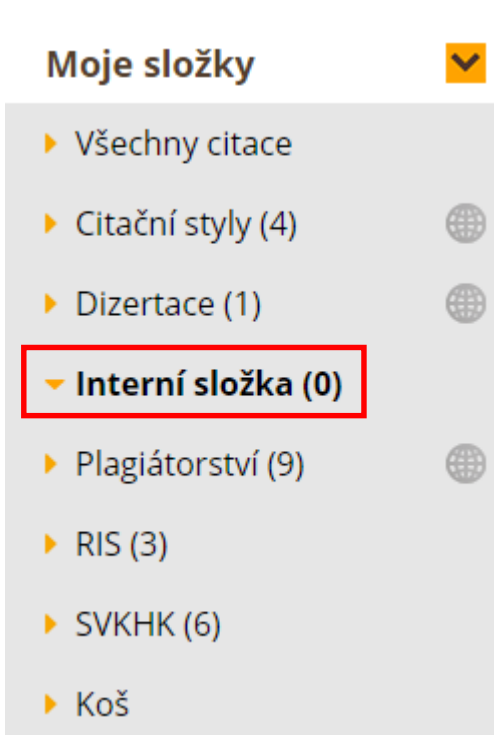 Moje složky
Všechny citace
Citační styly (4)
Dizertace (1)
Interní složka (0)
Plagiátorství (9)
RIS (3)
SVKHK (6)
Koš